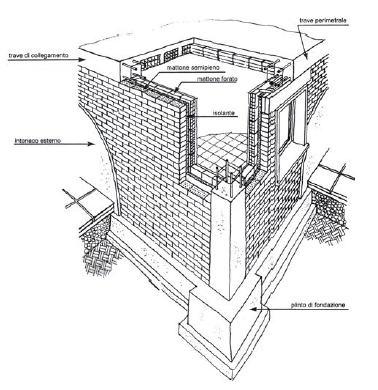 trave perimetrale
trave di collegamento
mattone semipieno
mattone forato
isolante
intonaco esterno
plinto di fondazione